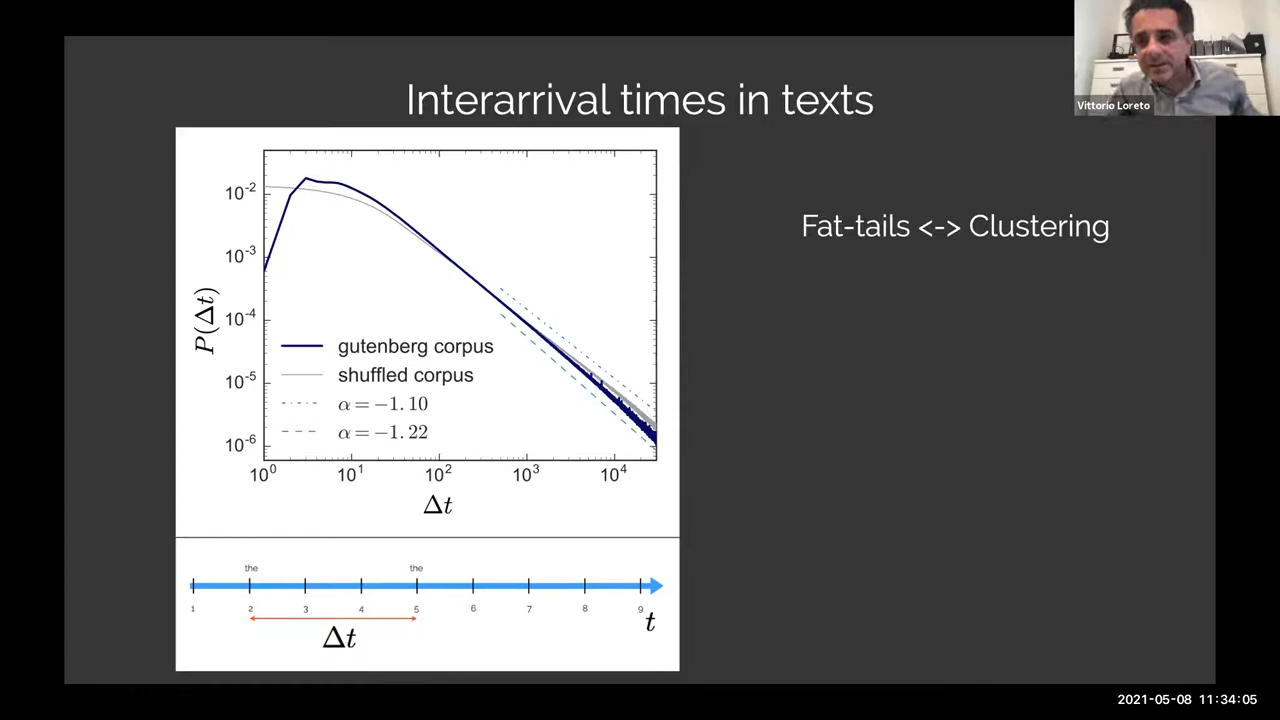 Vittorio Loreto
Interarrival times in texts
Fat-tails <-> Clustering
10^-2
10^-3
10^-4
10^-5
10^-6
P(Δt)
gutenberg corpus
shuffled corpus
α = −1.10
α = −1.22
10^0 10^1 10^2 10^3 10^4
Δt
the the
1 2 3 4 5 6 7 8 9
t
Δt
2021-05-08 11:34:05